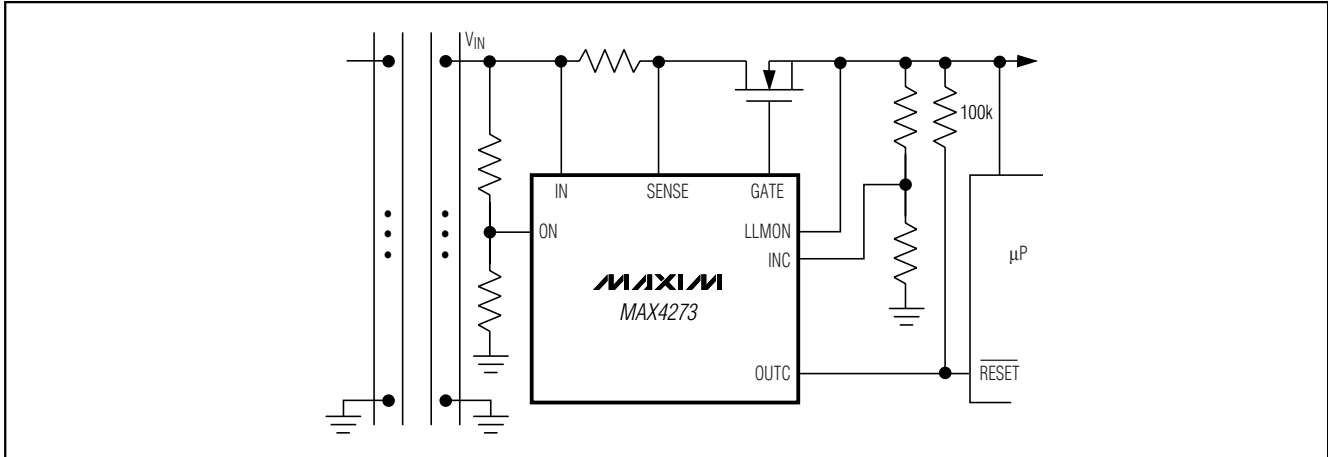 VIN
100k
IN SENSE GATE
ON
LLMON
INC
µP
MAXIM
MAX4273
OUTC
RESET